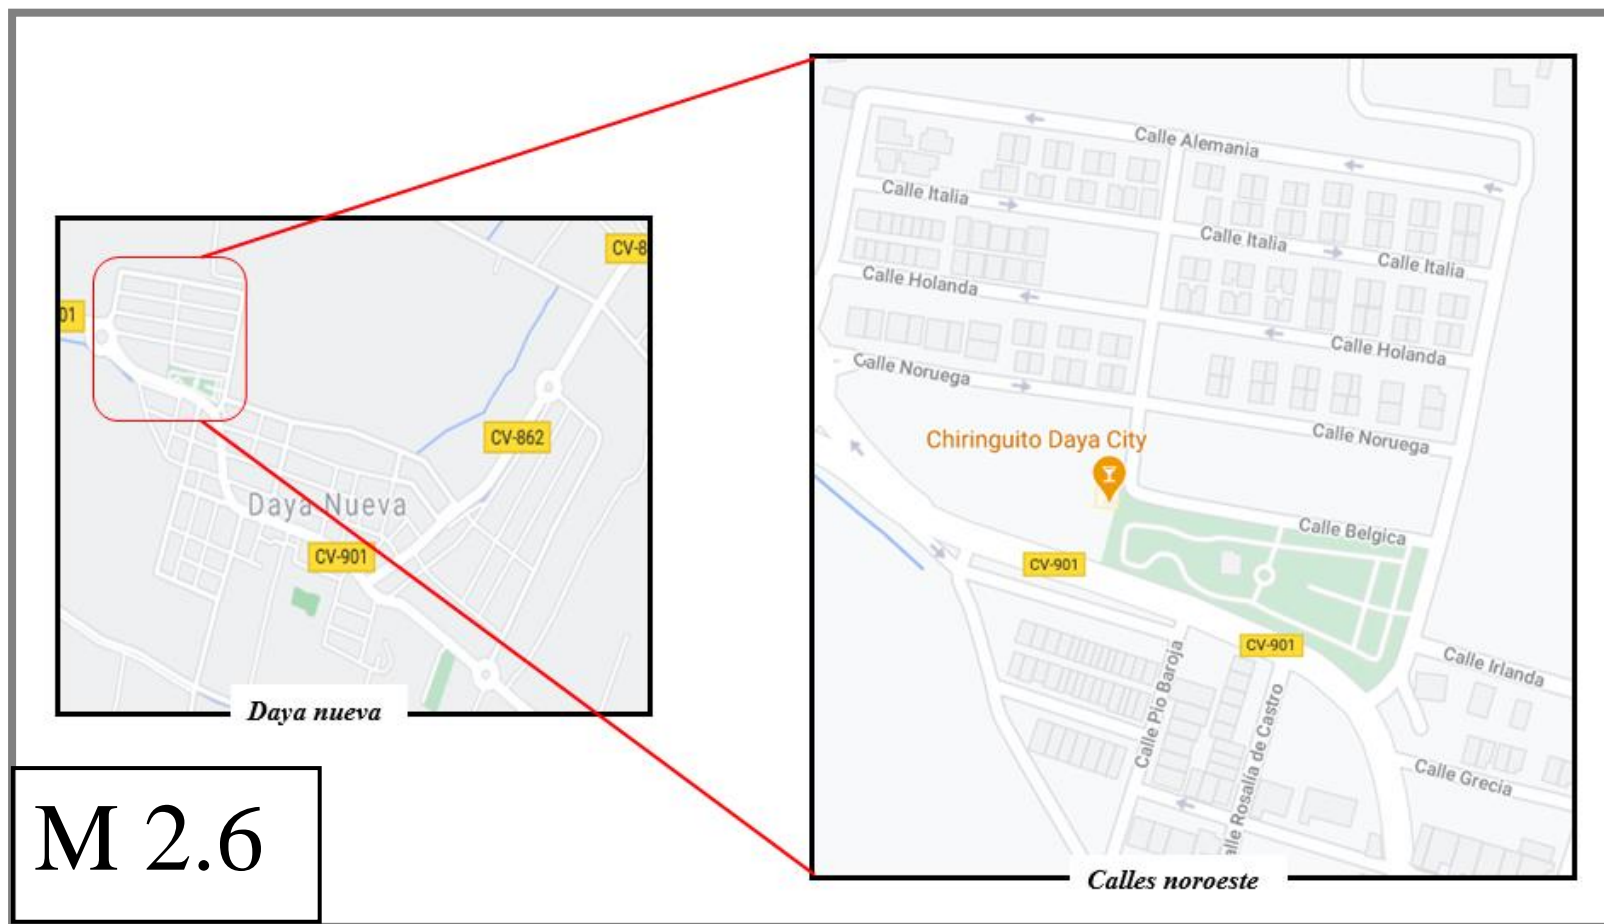 CV-8
01
CV-862
Daya Nueva
CV-901
Daya nueva
M 2.6
Calle Alemania
Calle Italia
Calle Italia
Calle Italia
Calle Holanda
Calle Holanda
Calle Noruega
Calle Noruega
Chiringuito Daya City
Calle Belgica
CV-901
CV-901
Calle Irlanda
Calle Pio Baroja
alle Rosalía de Castro
Calle Grecia
Calles noroeste